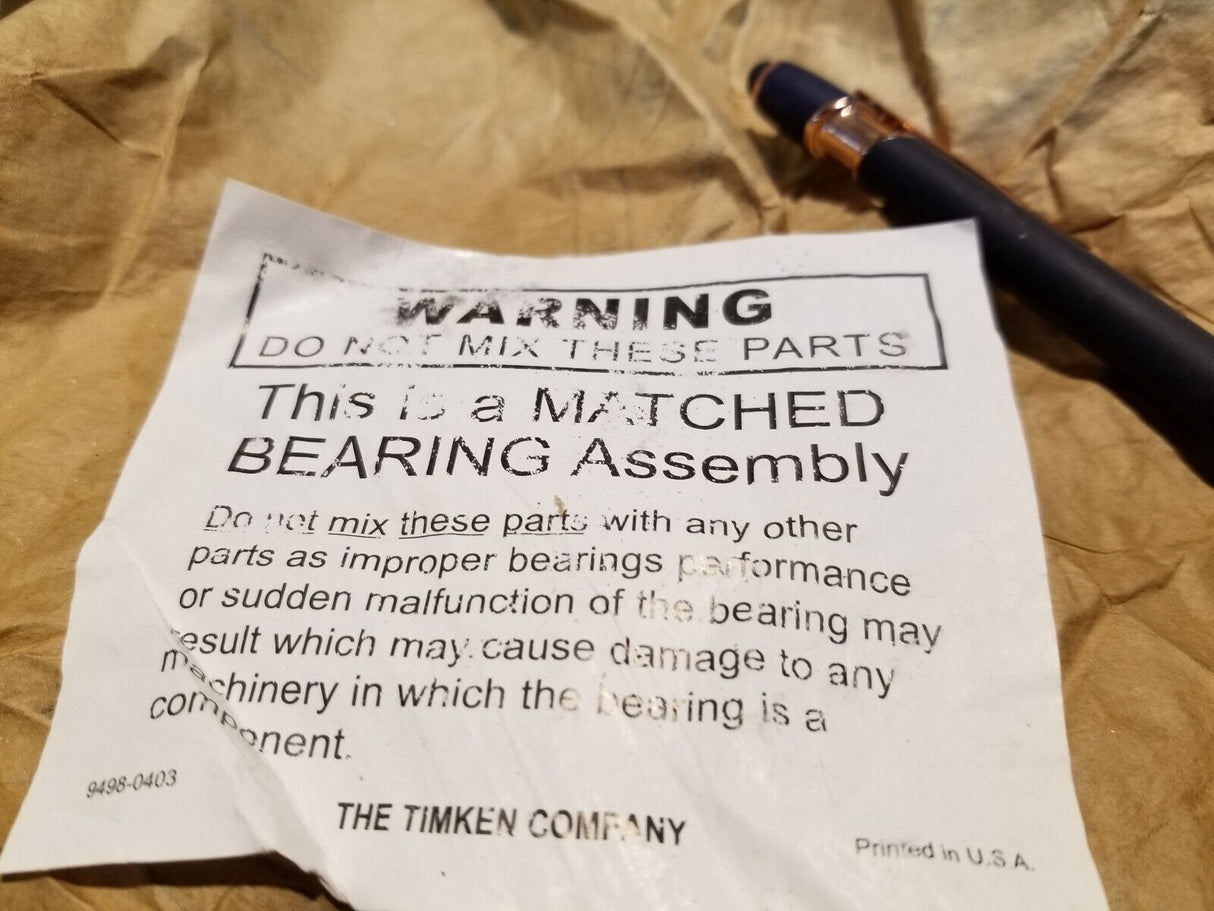 WARNING
DO NOT MIX THESE PARTS
This is a MATCHED
BEARING Assembly
Do not mix these parts with any other
parts as improper bearings performance
or sudden malfunction of the bearing may
result which may cause damage to any
machinery in which the bearing is a
component.
9498-0403
THE TIMKEN COMPANY
Printed in U.S.A.